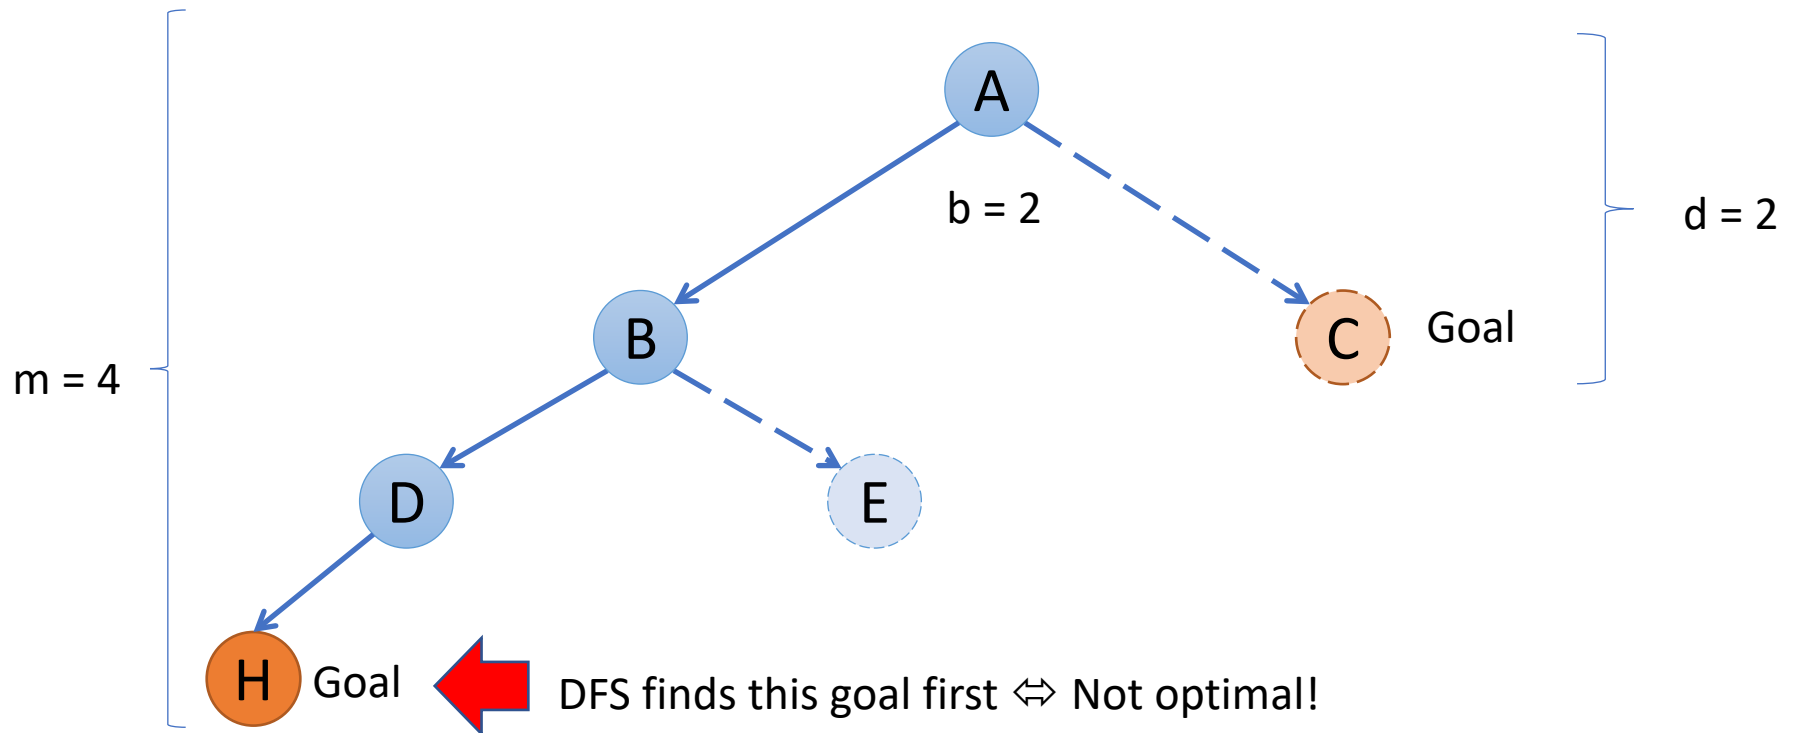 A
b = 2
d = 2
B
C
Goal
m = 4
D
E
H
Goal
DFS finds this goal first ⬄ Not optimal!